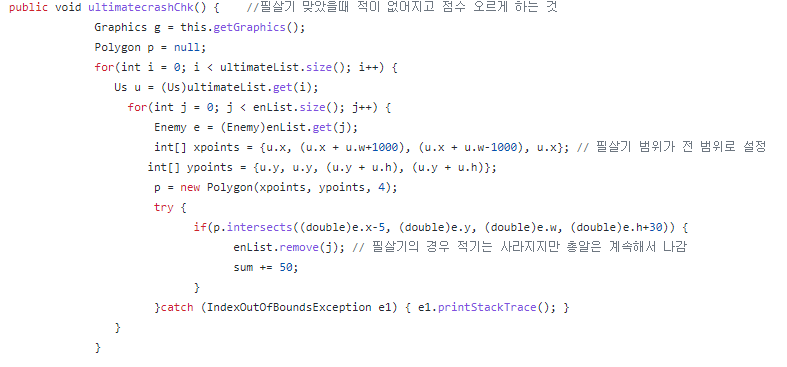 public void ultimatecrashChk() {    //필살기 맞았을때 적이 없어지고 점수 오르게 하는 것
Graphics g = this.getGraphics();
Polygon p = null;
for(int i = 0; i < ultimateList.size(); i++) {
Us u = (Us)ultimateList.get(i);
for(int j = 0; j < enList.size(); j++) {
Enemy e = (Enemy)enList.get(j);
int[] xpoints = {u.x, (u.x + u.w+1000), (u.x + u.w-1000), u.x}; // 필살기 범위가 전 범위로 설정
int[] ypoints = {u.y, u.y, (u.y + u.h), (u.y + u.h)};
p = new Polygon(xpoints, ypoints, 4);
try {
if(p.intersects((double)e.x-5, (double)e.y, (double)e.w, (double)e.h+30)) {
enList.remove(j); // 필살기의 경우 적기는 사라지지만 총알은 계속해서 나감
sum += 50;
}
}catch (IndexOutOfBoundsException e1) { e1.printStackTrace(); }
}
}